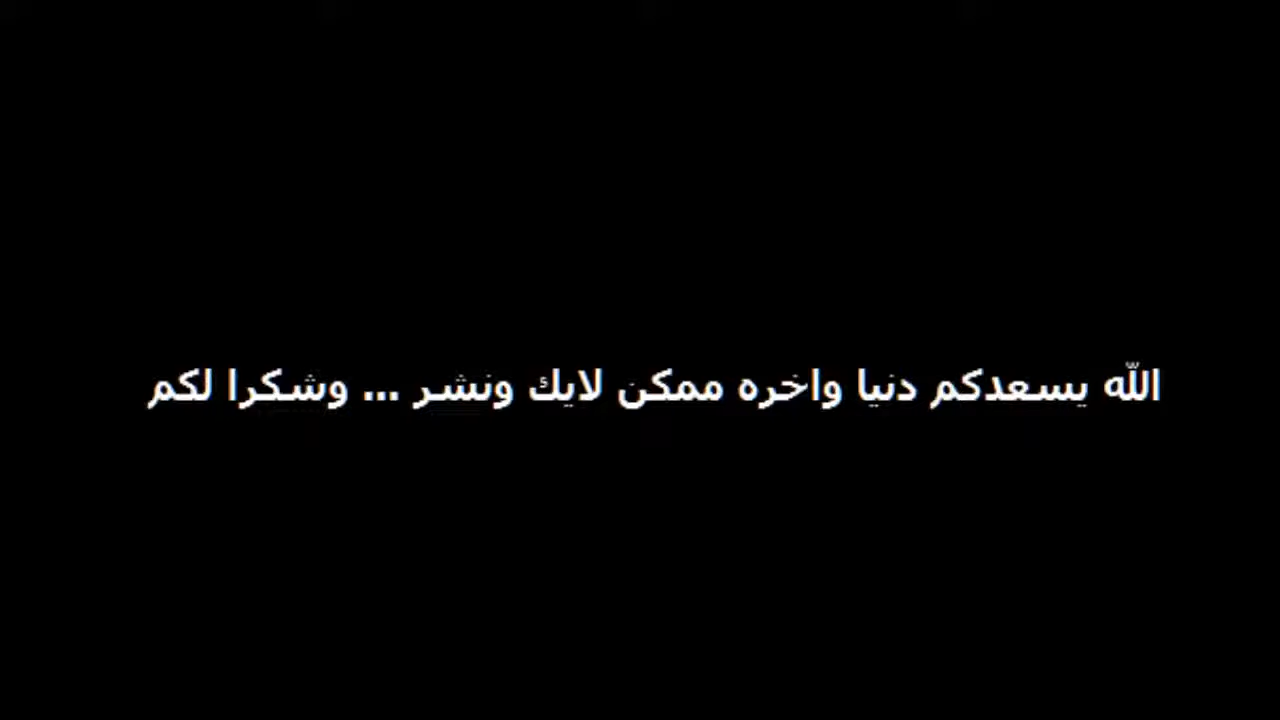 الله يسعدكم دنيا واخره ممكن لايك ونشر ... وشكرا لكم